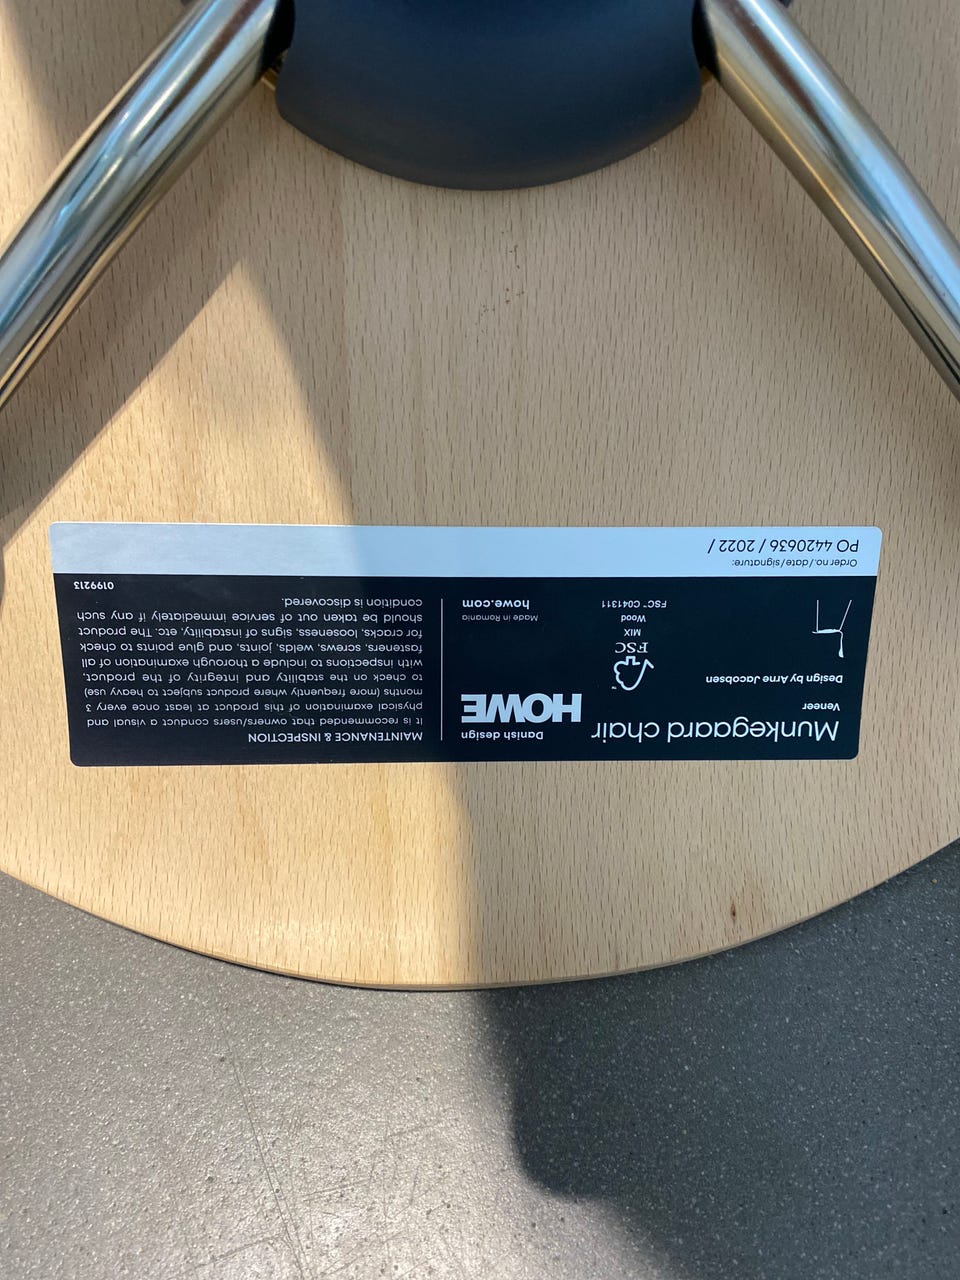 Munkegaard chair
Veneer
Design by Arne Jacobsen
FSC
MIX
Wood
FSC™ C041311
Danish design
HOWE
Made in Romania
howe.com
MAINTENANCE & INSPECTION
It is recommended that owners/users conduct a visual and
physical examination of this product at least once every 3
months (more frequently where product subject to heavy use)
to check on the stability and integrity of the product,
with inspections to include a thorough examination of all
fasteners, screws, welds, joints, and glue points to check
for cracks, looseness, signs of instability, etc. The product
should be taken out of service immediately if any such
condition is discovered.
0199213
Order no./date/signature:
PO 4420636 / 2022 /